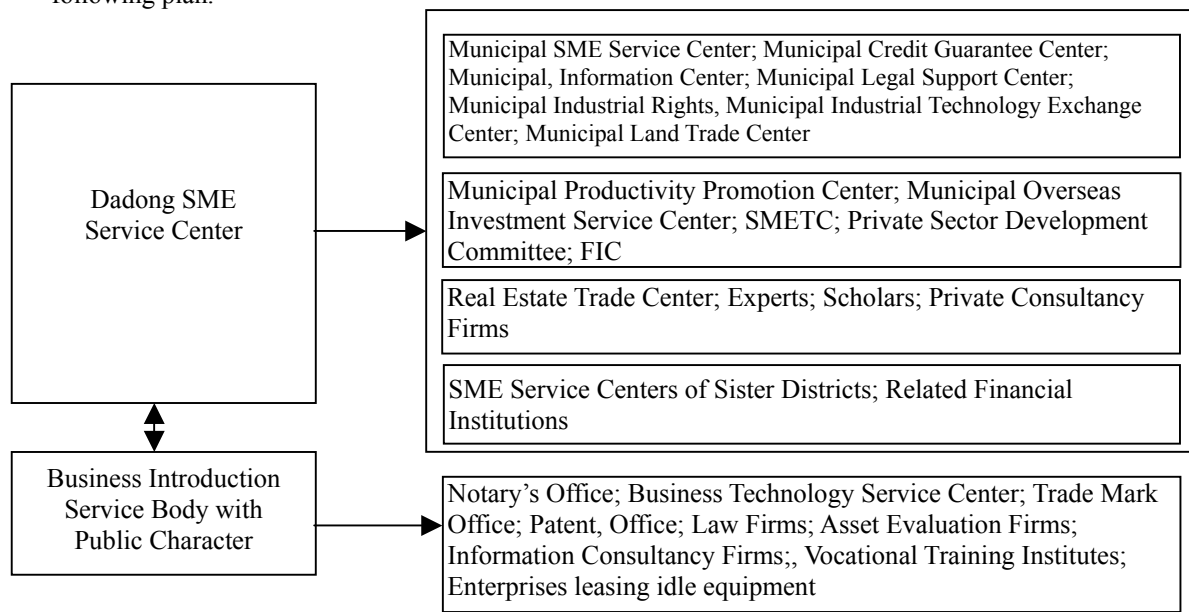 following plan.
Municipal SME Service Center; Municipal Credit Guarantee Center;
Municipal, Information Center; Municipal Legal Support Center;
Municipal Industrial Rights, Municipal Industrial Technology Exchange
Center; Municipal Land Trade Center
Dadong SME
Service Center
Municipal Productivity Promotion Center; Municipal Overseas
Investment Service Center; SMETC; Private Sector Development
Committee; FIC
Real Estate Trade Center; Experts; Scholars; Private Consultancy
Firms
SME Service Centers of Sister Districts; Related Financial
Institutions
Business Introduction
Service Body with
Public Character
Notary’s Office; Business Technology Service Center; Trade Mark
Office; Patent, Office; Law Firms; Asset Evaluation Firms;
Information Consultancy Firms;, Vocational Training Institutes;
Enterprises leasing idle equipment